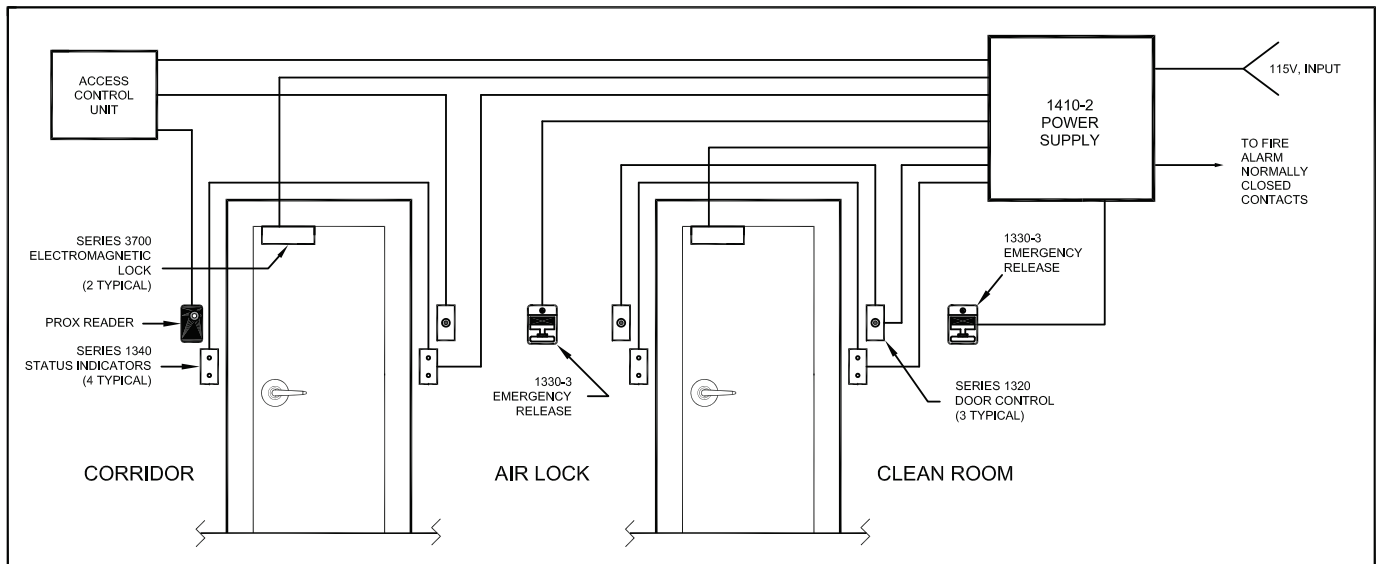 ACCESS
CONTROL
UNIT
1410-2
POWER
SUPPLY
115V, INPUT
TO FIRE
ALARM
NORMALLY
CLOSED
CONTACTS
SERIES 3700
ELECTROMAGNETIC
LOCK
(2 TYPICAL)
PROX READER
SERIES 1340
STATUS INDICATORS
(4 TYPICAL)
1330-3
EMERGENCY
RELEASE
1330-3
EMERGENCY
RELEASE
SERIES 1320
DOOR CONTROL
(3 TYPICAL)
CORRIDOR
AIR LOCK
CLEAN ROOM